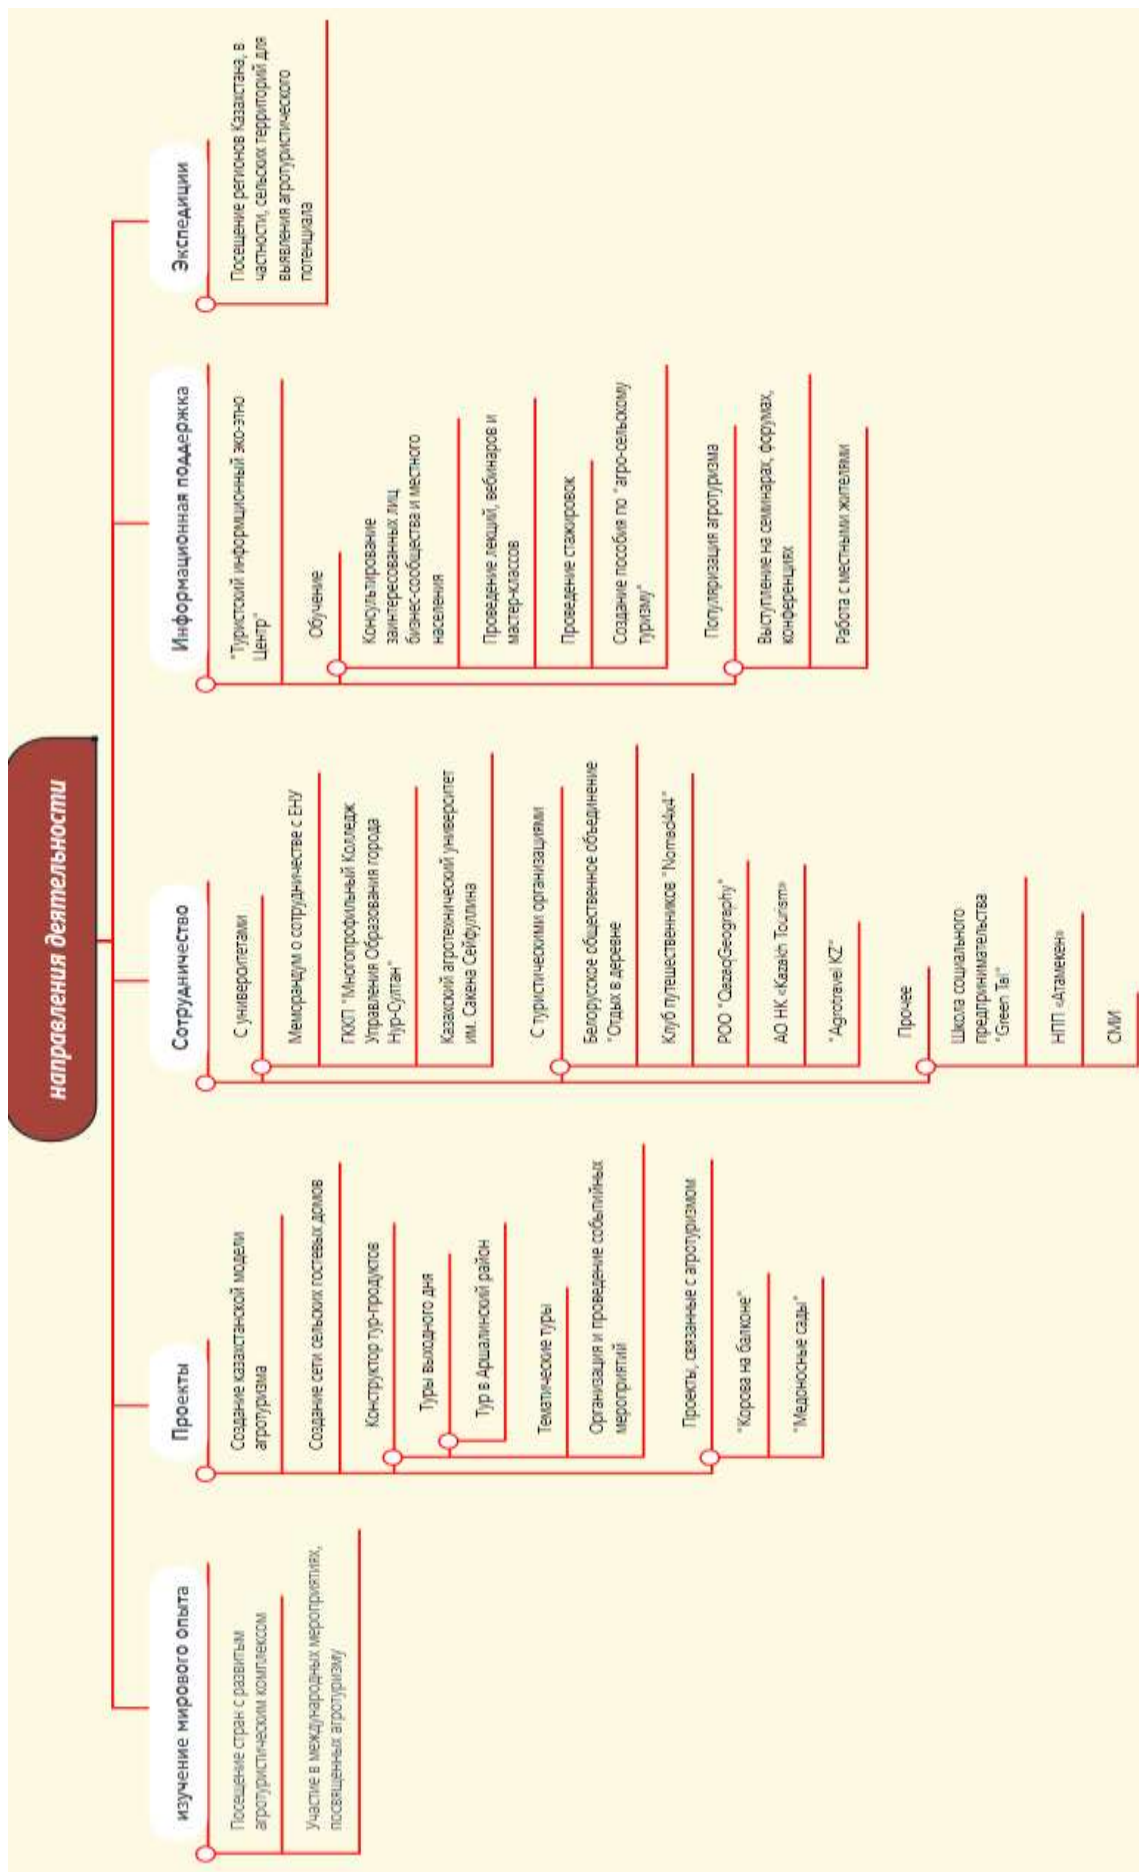 направления деятельности
изучение мирового опыта
Посещение стран с развитым
агротуристическим комплексом
Участие в международных мероприятиях,
посвященных агротуризму
Проекты
Создание казахстанской модели
агротуризма
Создание сети сельских гостевых домов
Конструктор тур-продуктов
Туры выходного дня
Тур в Аршалинский район
Тематические туры
Организация и проведение событийных
мероприятий
Проекты, связанные с агротуризмом
"Корова на балконе"
"Медоносные сады"
Сотрудничество
С университетами
Меморандум о сотрудничестве с ЕНУ
ГККП "Многопрофильный Колледж
Управления Образования города
Нур-Султан"
Казахский агротехнический университет
им. Сакена Сейфуллина
С туристическими организациями
Белорусское общественное объединение
"Отдых в деревне
Клуб путешественников "Nomad4x4"
РОО "QazaqGeography"
АО НК «Kazakh Tourism»
"Agrotravel KZ"
Прочее
Школа социального
предпринимательства
"Green Tal"
НПП «Атамекен»
СМИ
Информационная поддержка
"Туристский информционный эко-этно
Центр"
Обучение
Консультирование
заинтересованных лиц
бизнес-сообщества и местного
населения
Проведение лекций, вебинаров и
мастер-классов
Проведение стажировок
Создание пособия по "агро-сельскому
туризму"
Популяризация агротуризма
Выступление на семинарах, форумах,
конференциях
Работа с местными жителями
Экспедиции
Посещение регионов Казахстана, в
частности, сельских территорий для
выявления агротуристического
потенциала